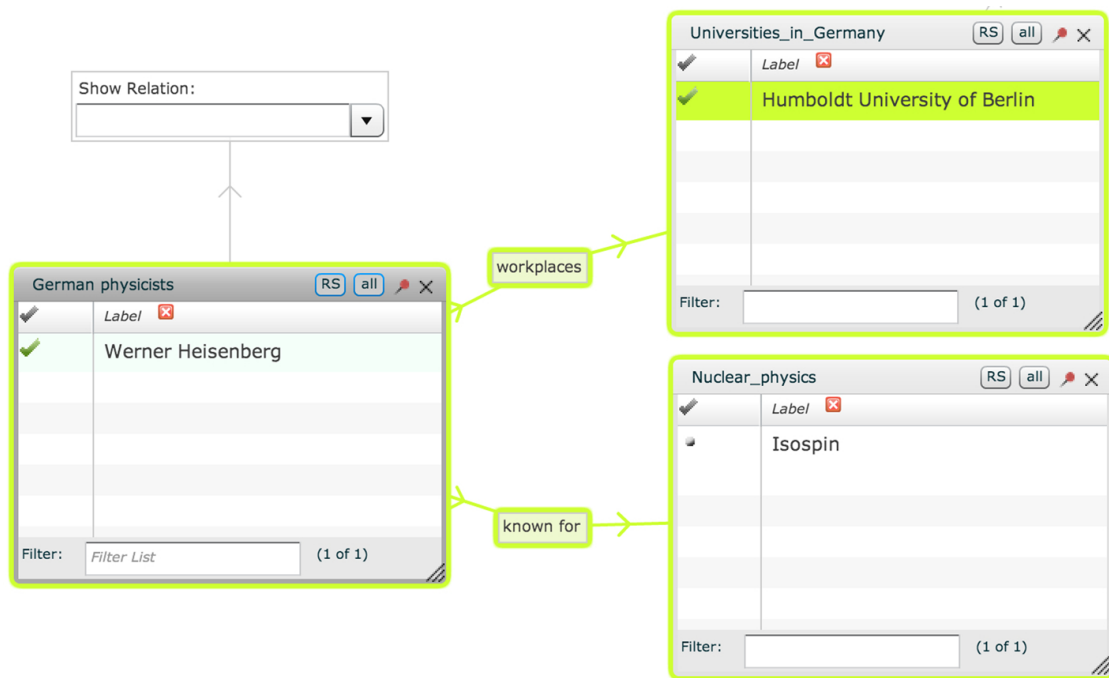 Show Relation:
Universities_in_Germany RS all
Label
Humboldt University of Berlin
Filter: (1 of 1)
workplaces
German physicists RS all
Label
Werner Heisenberg
Filter: Filter List (1 of 1)
known for
Nuclear_physics RS all
Label
Isospin
Filter: (1 of 1)